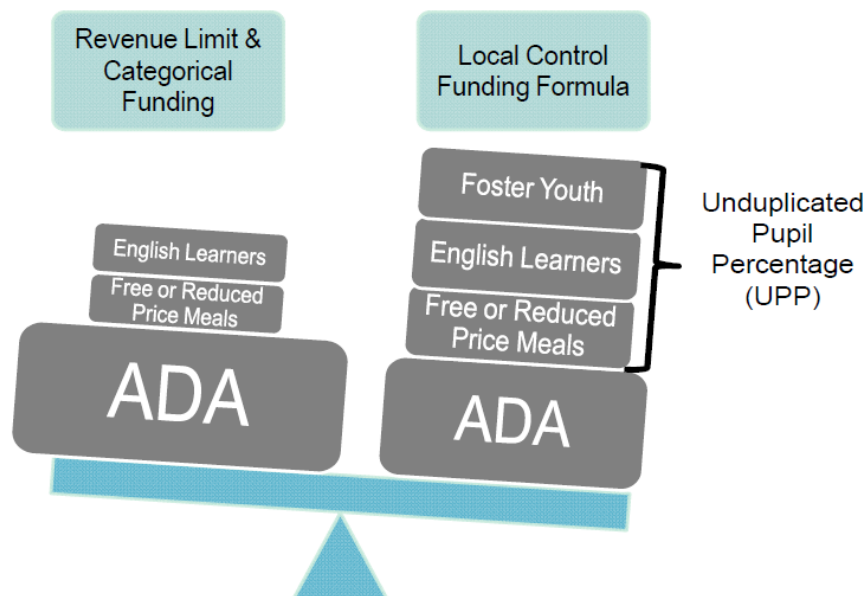 Revenue Limit &
Categorical
Funding
Local Control
Funding Formula
English Learners
Free or Reduced
Price Meals
ADA
Foster Youth
English Learners
Free or Reduced
Price Meals
ADA
Unduplicated
Pupil
Percentage
(UPP)